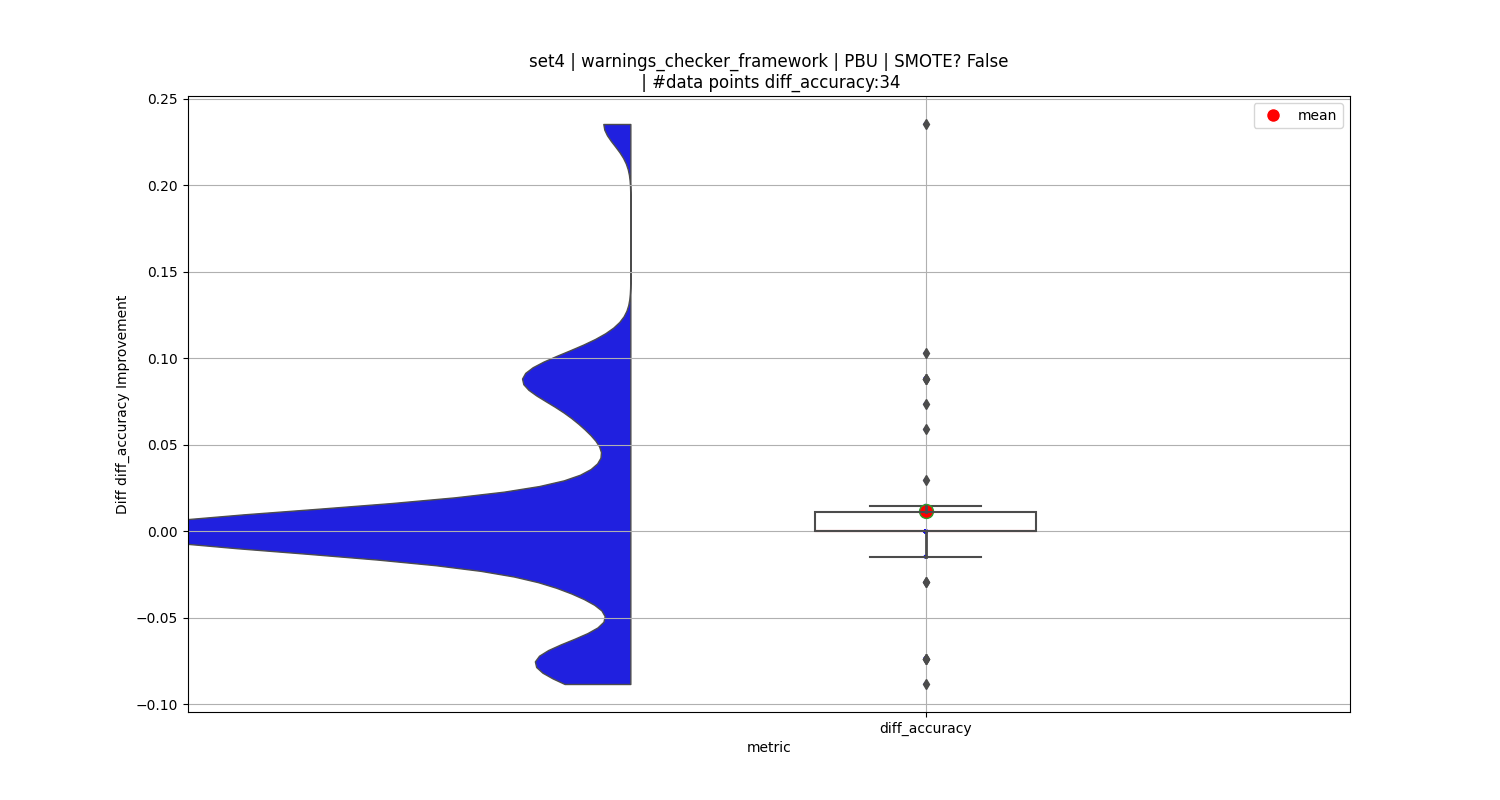 set4 | warnings_checker_framework | PBU | SMOTE? False
| #data points diff_accuracy:34
mean
0.25
0.20
0.15
0.10
0.05
0.00
−0.05
−0.10
Diff diff_accuracy Improvement
diff_accuracy
metric